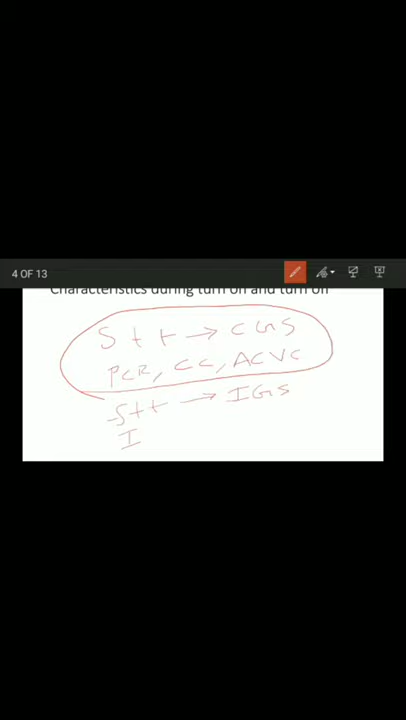 4 OF 13
Characteristics during turn on and turn off
S t t → CGS
PCR, CC, ACVC
S t t → IGS
I